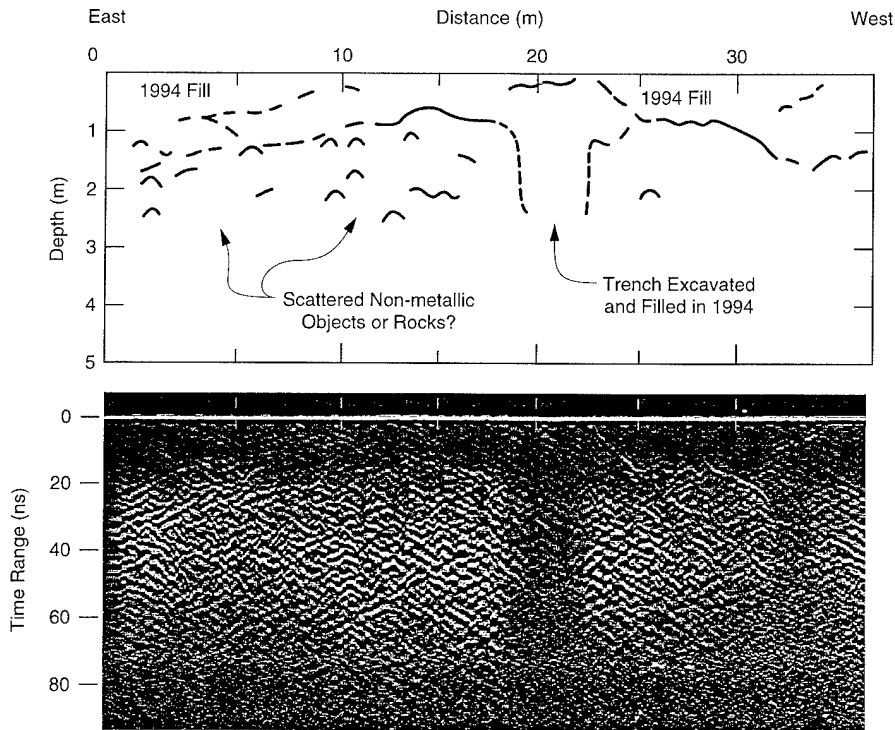 East
Distance (m)
West
0
10
20
30
1994 Fill
1994 Fill
Depth (m)
1
2
3
4
5
Scattered Non-metallic
Objects or Rocks?
Trench Excavated
and Filled in 1994
Time Range (ns)
0
20
40
60
80